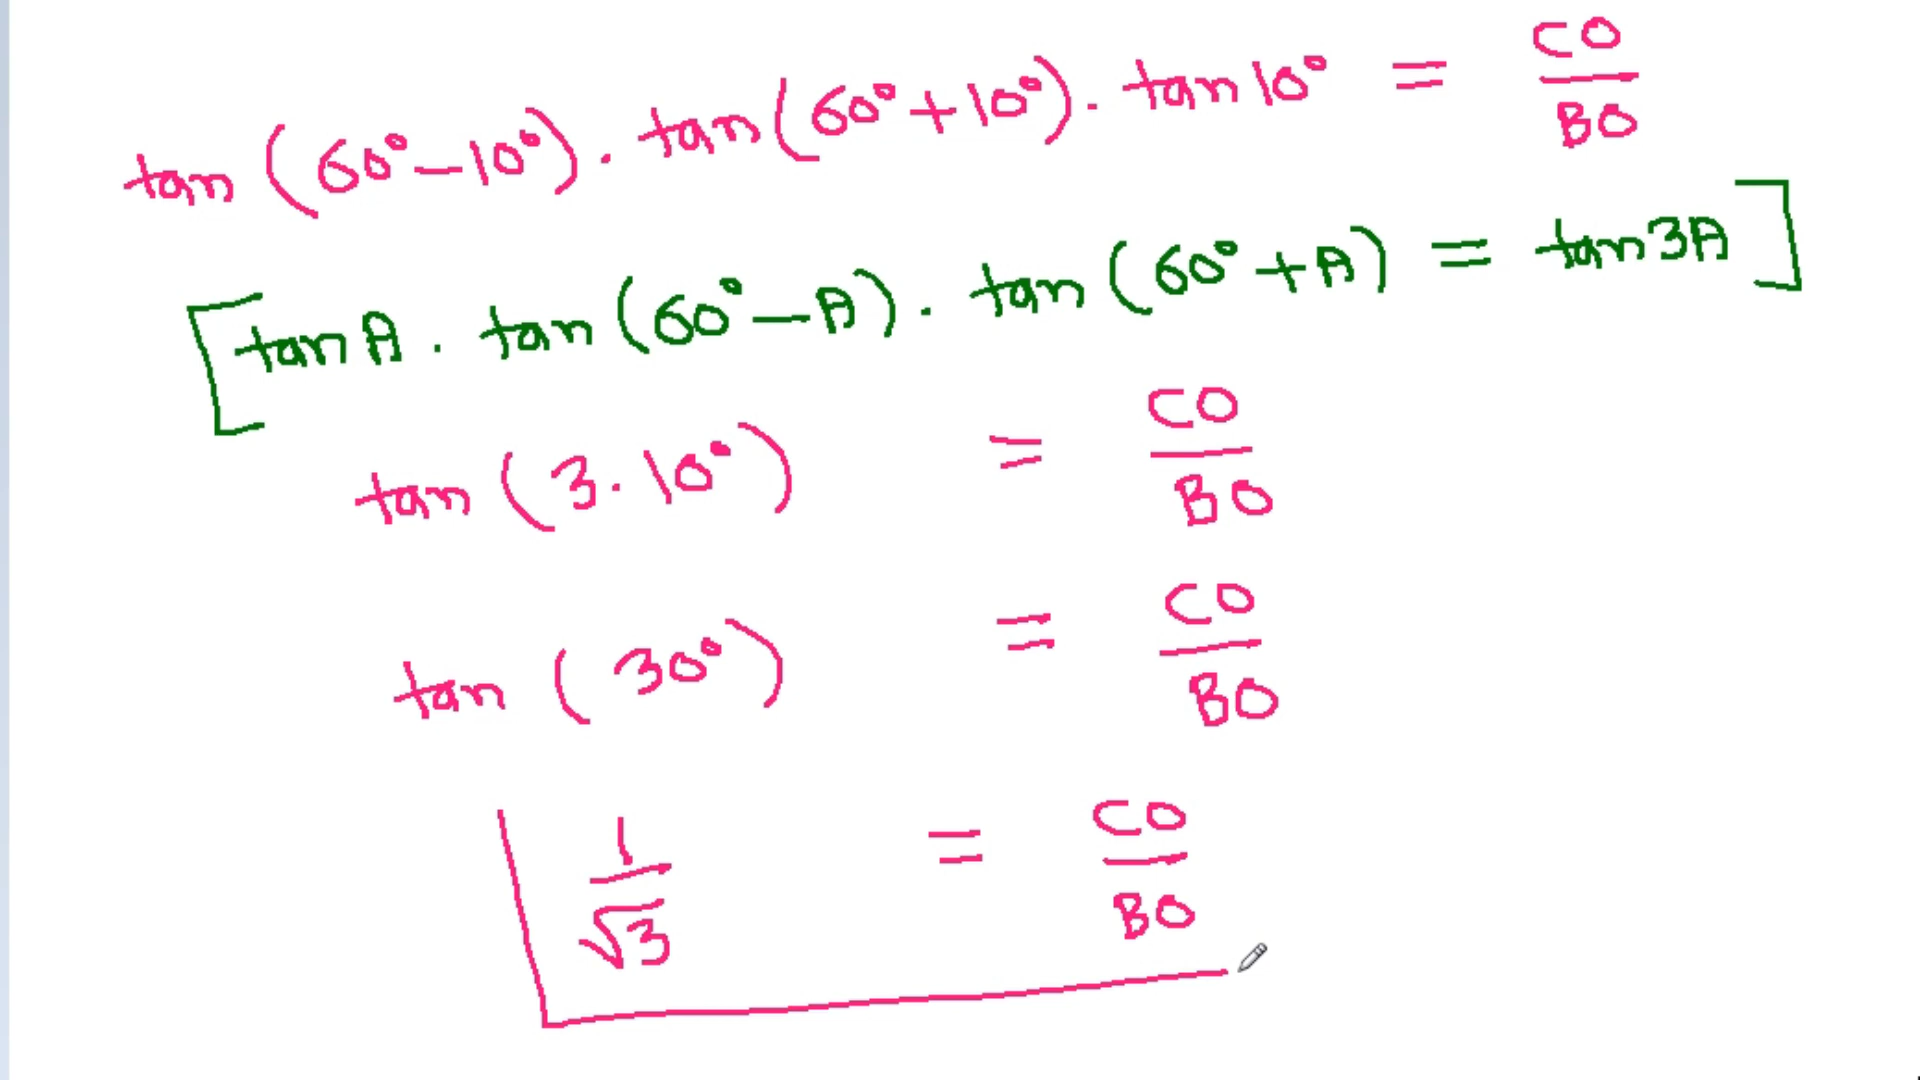 tan (60° − 10°) . tan (60° + 10°) . tan 10° = CO/BO
[tan A . tan (60° − A) . tan (60° + A) = tan 3A]
tan (3 . 10°) = CO/BO
tan (30°) = CO/BO
1/√3 = CO/BO